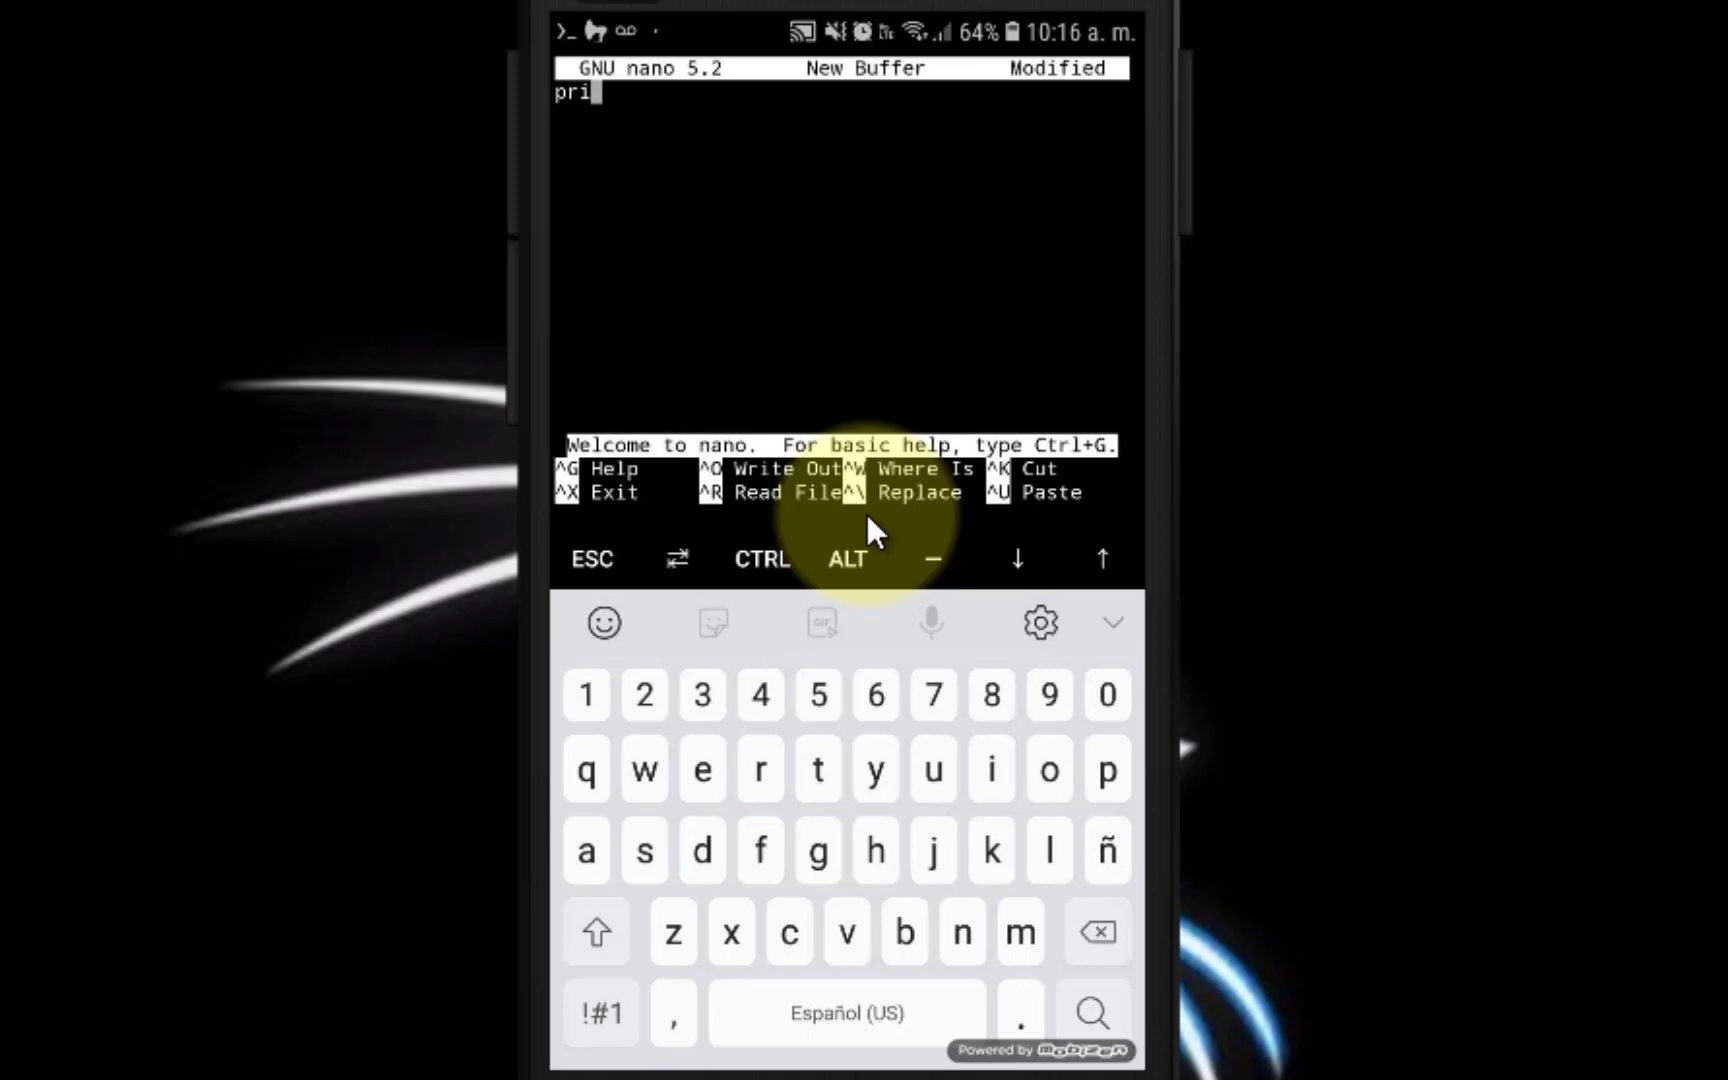 64% 10:16 a. m.
GNU nano 5.2 New Buffer Modified
pri
Welcome to nano. For basic help, type Ctrl+G.
^G Help ^O Write Out ^W Where Is ^K Cut
^X Exit ^R Read File ^\ Replace ^U Paste
ESC CTRL ALT – ↓ ↑
GIF
1 2 3 4 5 6 7 8 9 0
q w e r t y u i o p
a s d f g h j k l ñ
z x c v b n m
!#1 , Español (US) .
Powered by mobizen